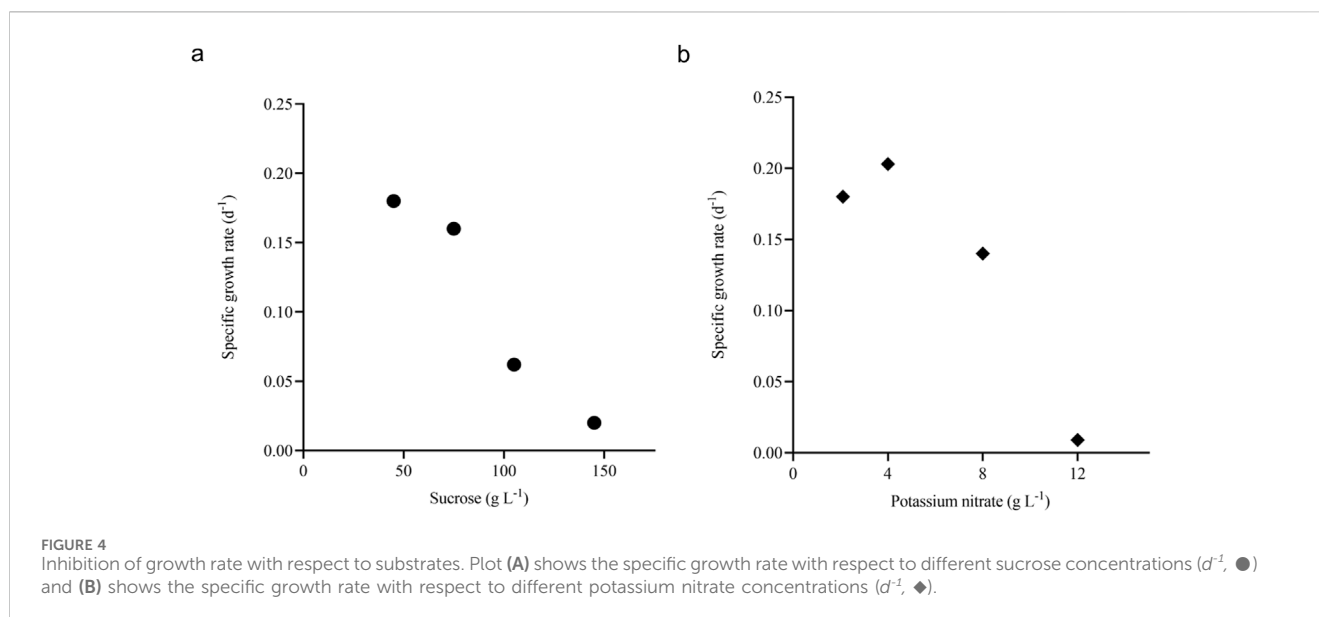 a
b
0.25
0.20
0.15
0.10
0.05
0.00
Specific growth rate (d⁻¹)
0
50
100
150
Sucrose (g L⁻¹)
0.25
0.20
0.15
0.10
0.05
0.00
Specific growth rate (d⁻¹)
0
4
8
12
Potassium nitrate (g L⁻¹)
FIGURE 4
Inhibition of growth rate with respect to substrates. Plot (A) shows the specific growth rate with respect to different sucrose concentrations (d⁻¹, ●)
and (B) shows the specific growth rate with respect to different potassium nitrate concentrations (d⁻¹, ◆).